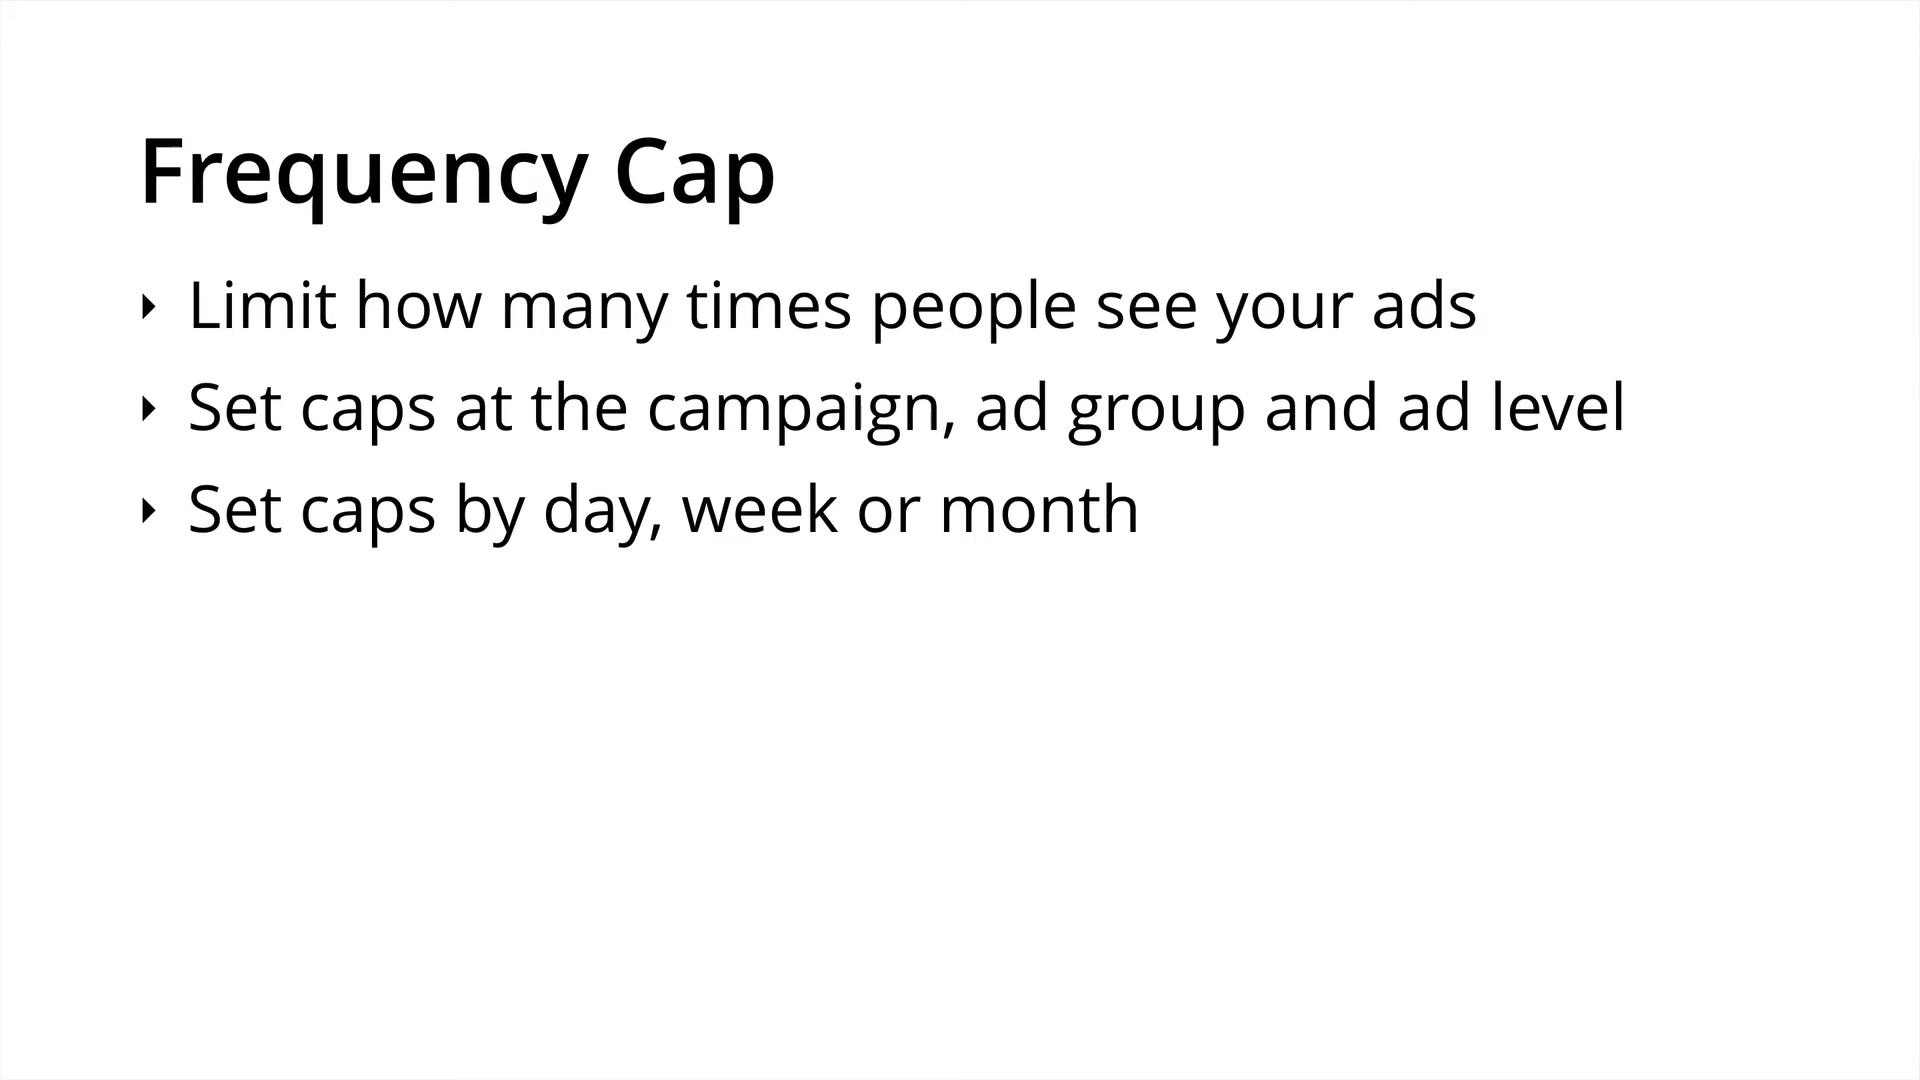 Frequency Cap
‣ Limit how many times people see your ads
‣ Set caps at the campaign, ad group and ad level
‣ Set caps by day, week or month